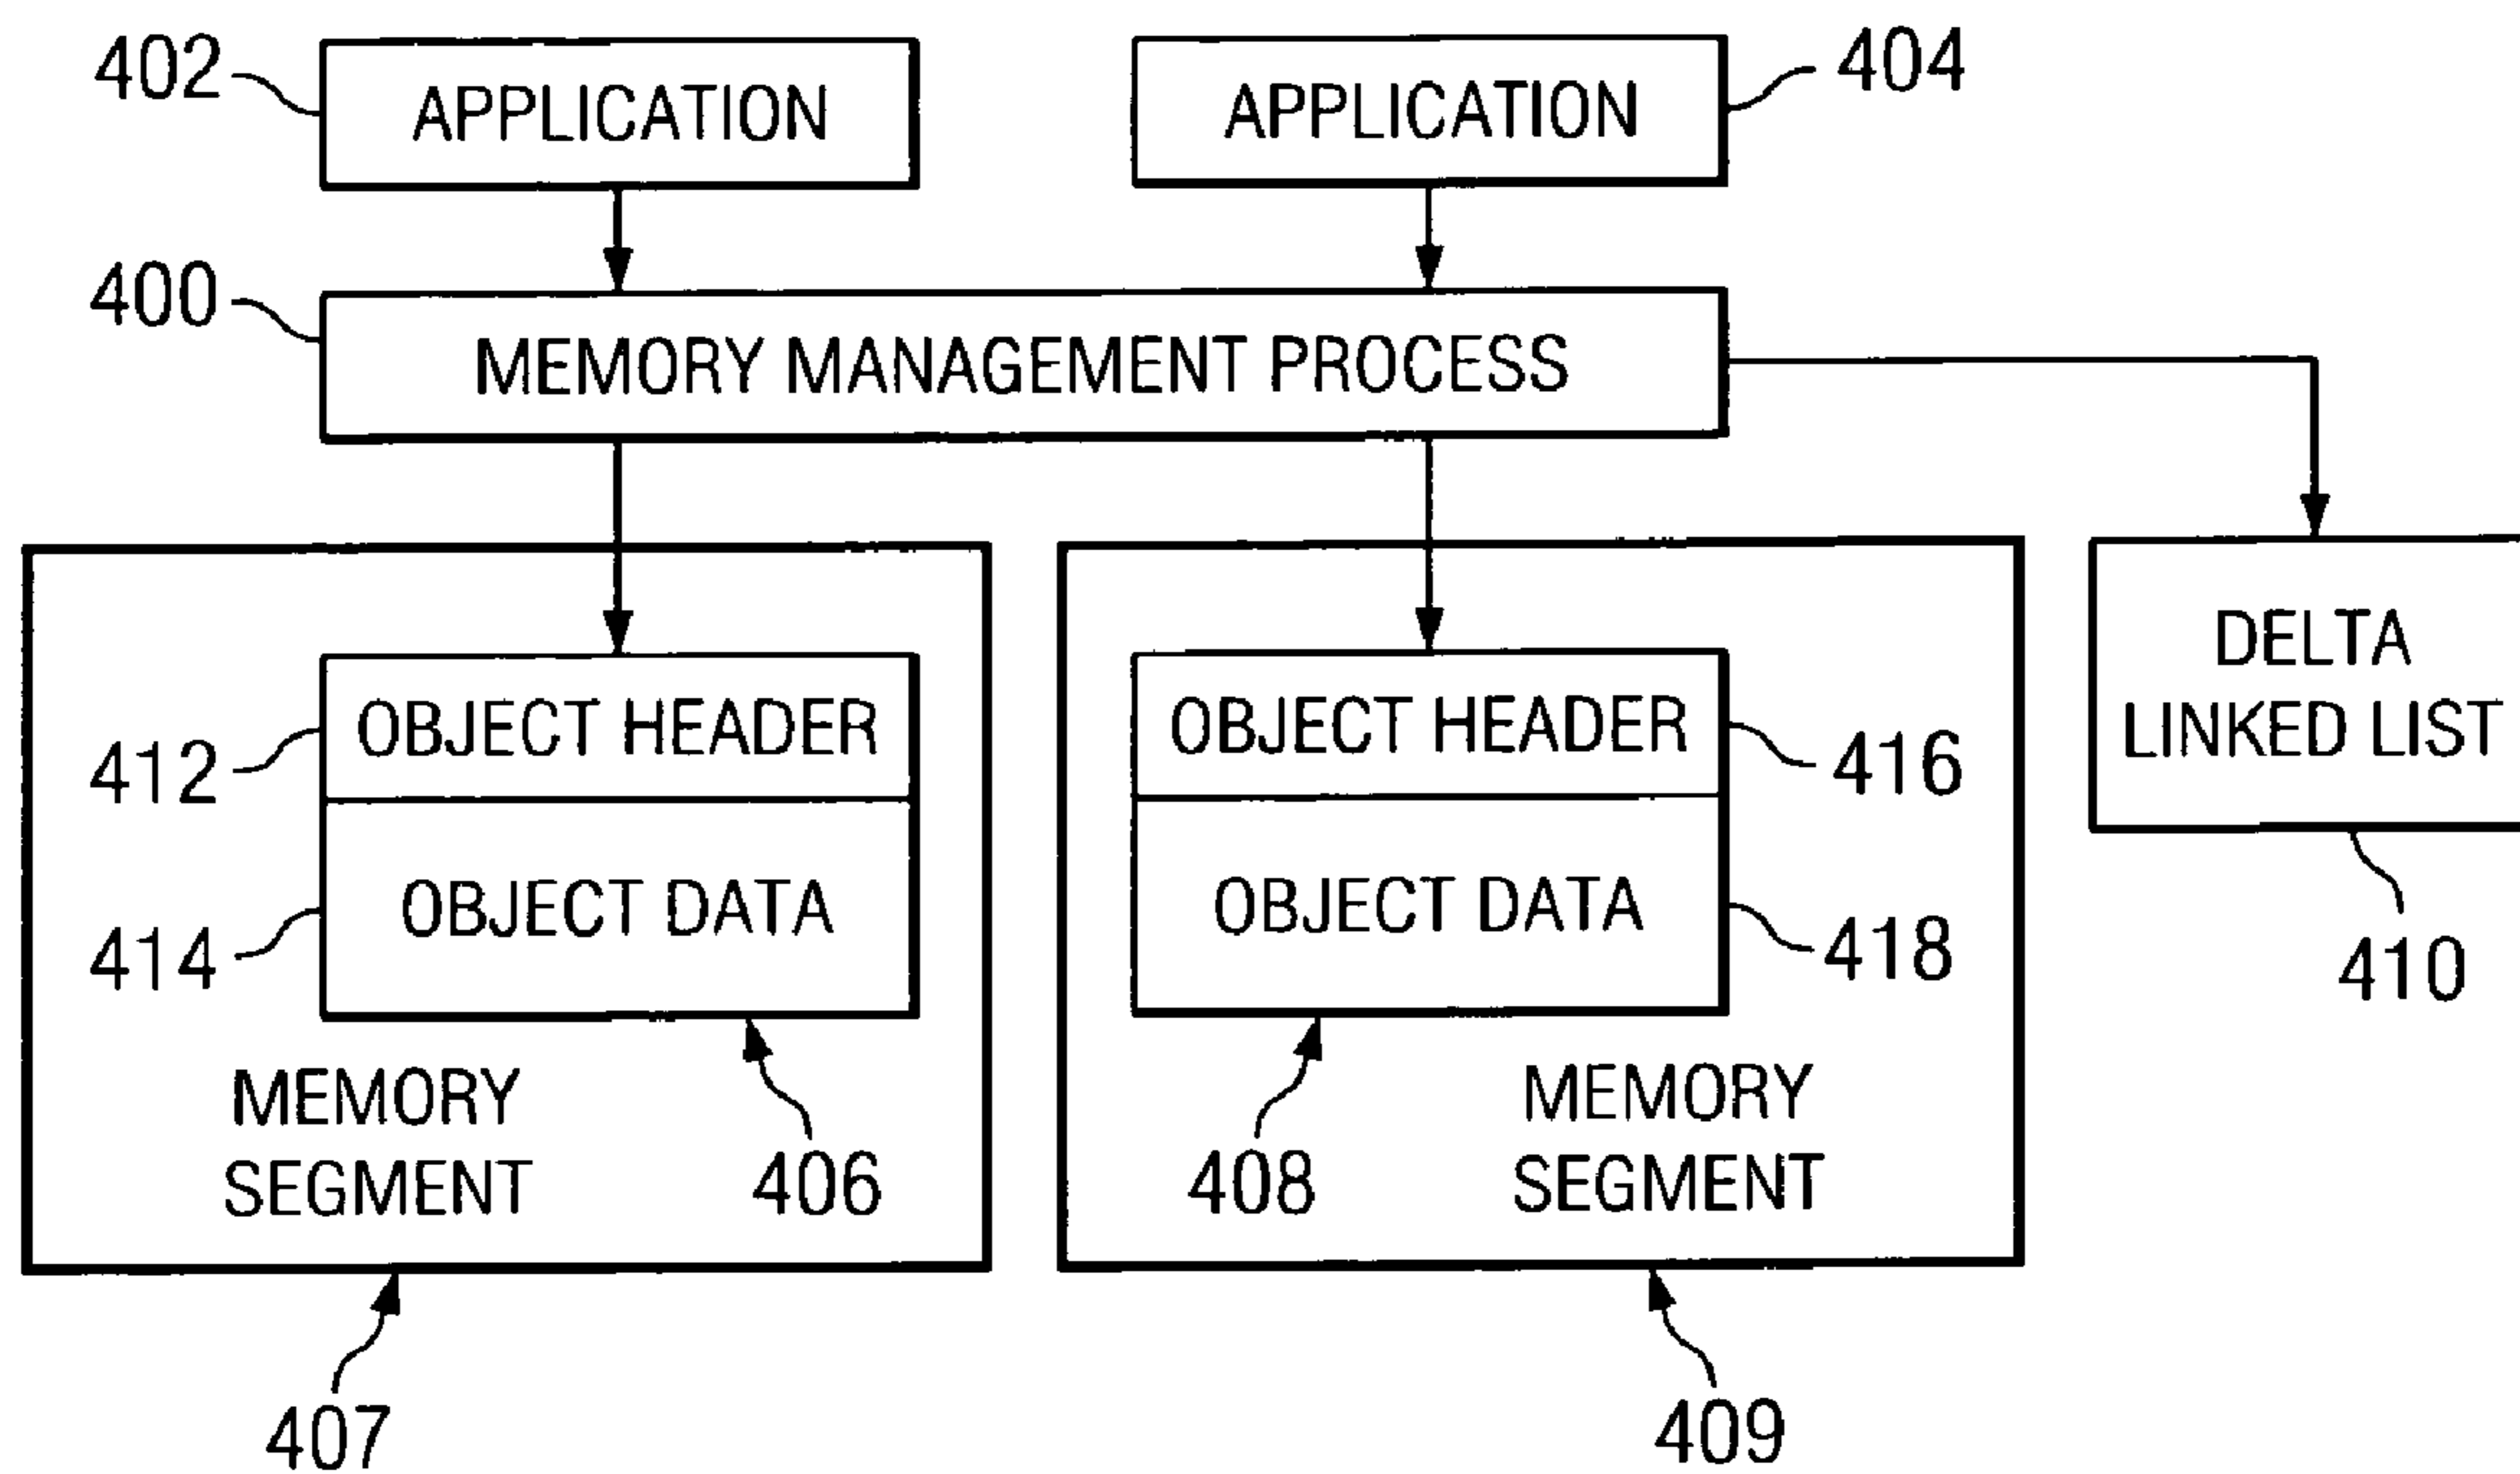 402
APPLICATION
APPLICATION
404
400
MEMORY MANAGEMENT PROCESS
412
OBJECT HEADER
414
OBJECT DATA
406
MEMORY
SEGMENT
407
OBJECT HEADER
416
OBJECT DATA
418
408
MEMORY
SEGMENT
409
DELTA
LINKED LIST
410